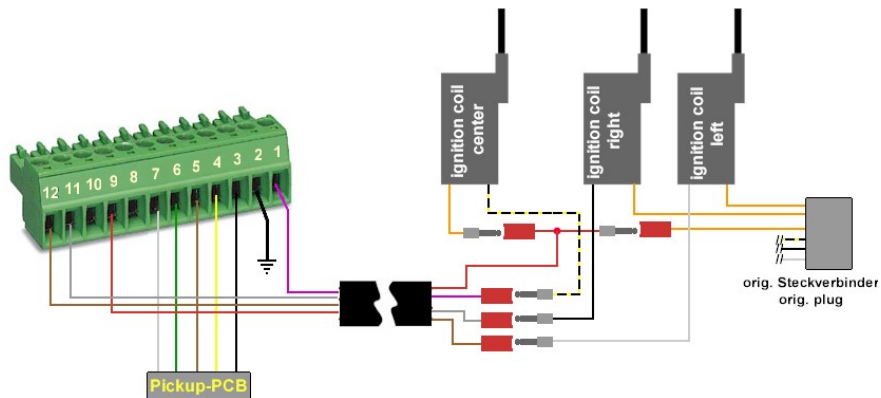 ignition coil
center
ignition coil
right
ignition coil
left
12 11 10 9 8 7 6 5 4 3 2 1
orig. Steckverbinder
orig. plug
Pickup-PCB